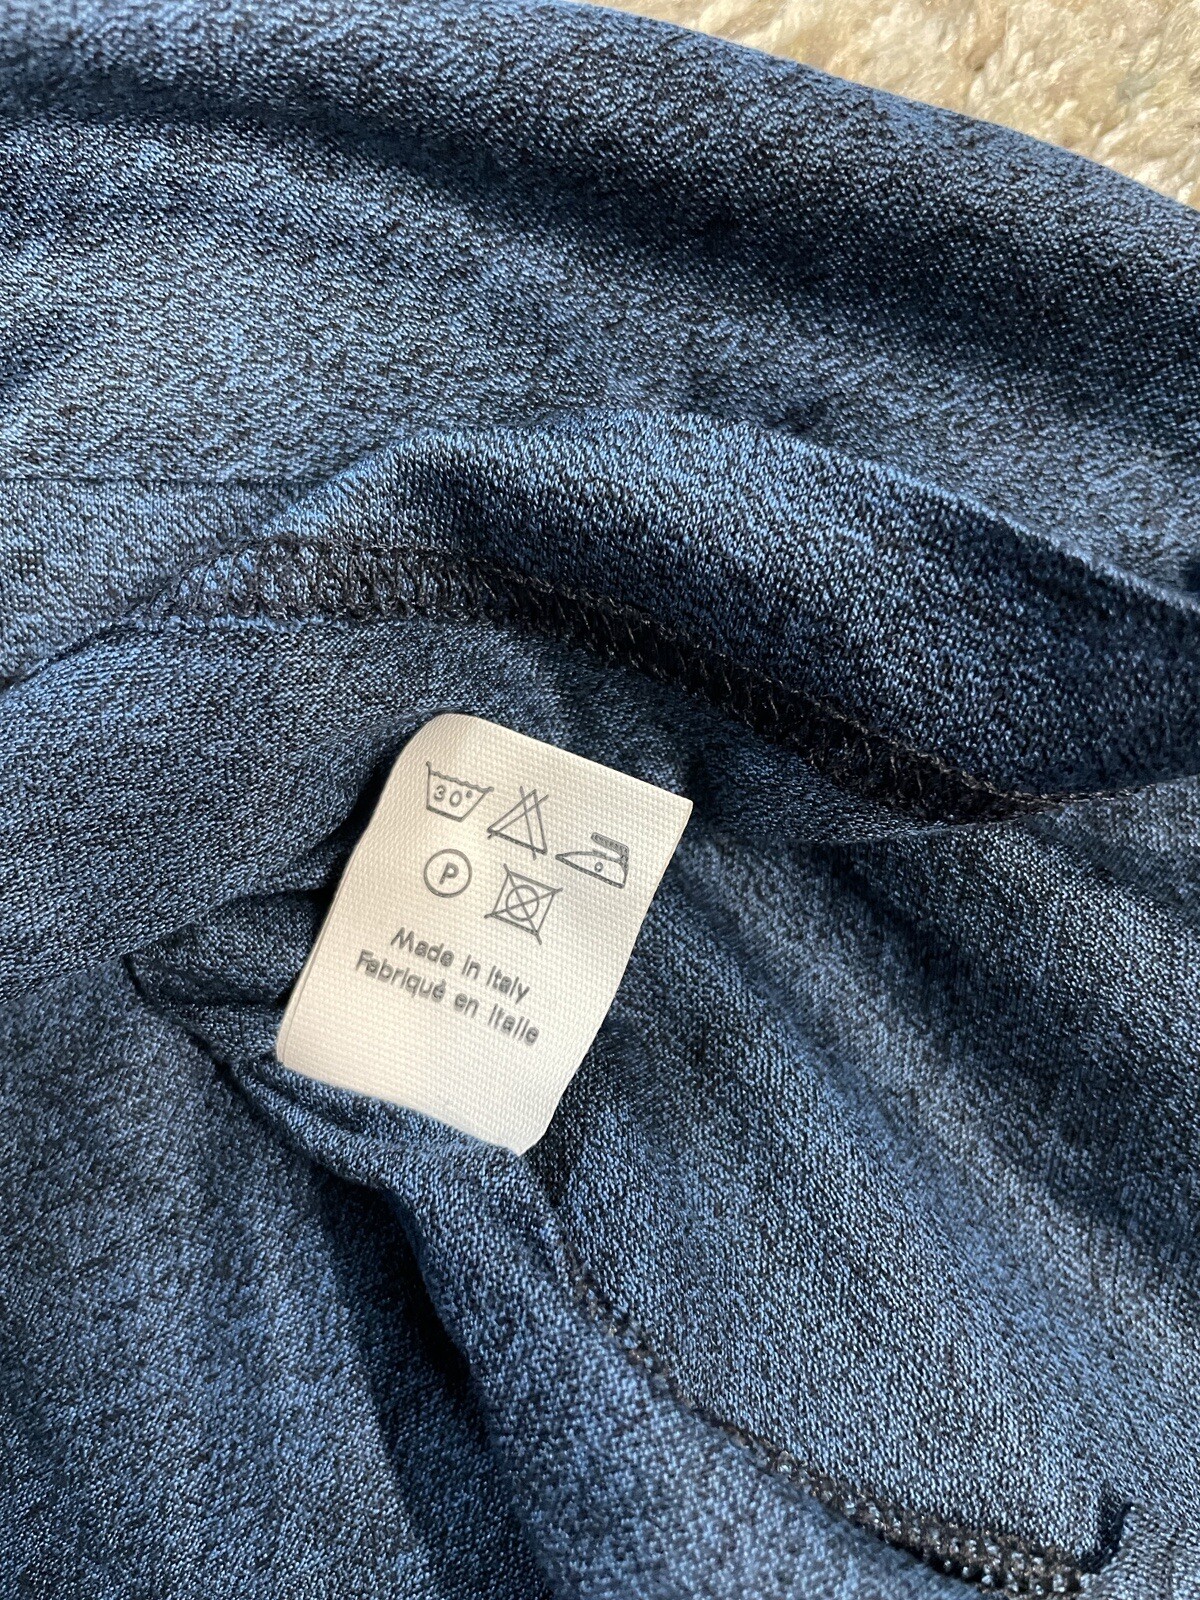 30°
P
Made in Italy
Fabriqué en Italie